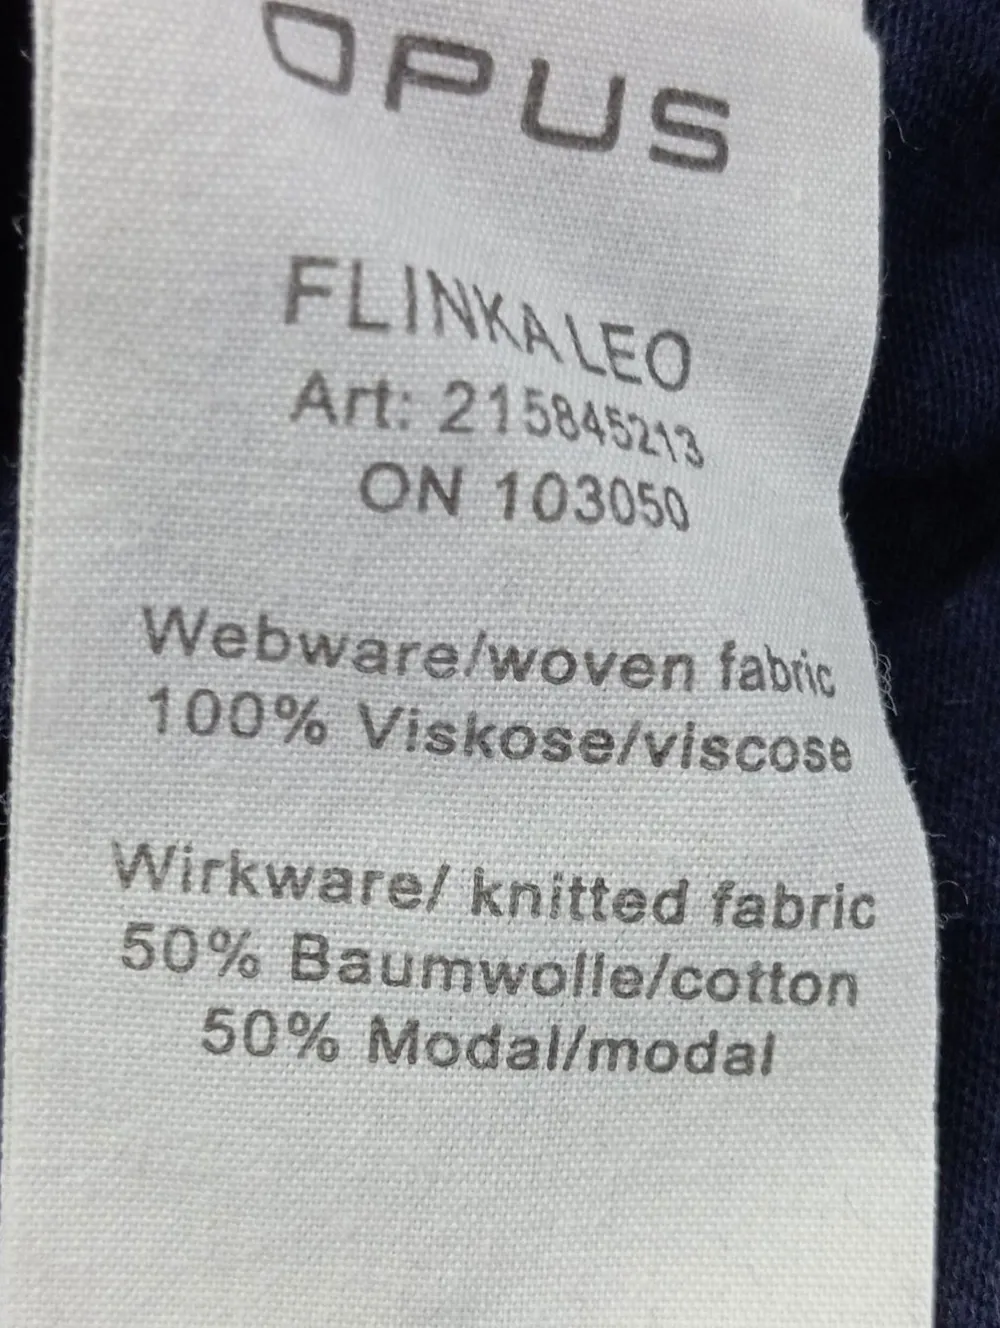 OPUS
FLINKALEO
Art: 215845213
ON 103050
Webware/woven fabric
100% Viskose/viscose
Wirkware/ knitted fabric
50% Baumwolle/cotton
50% Modal/modal